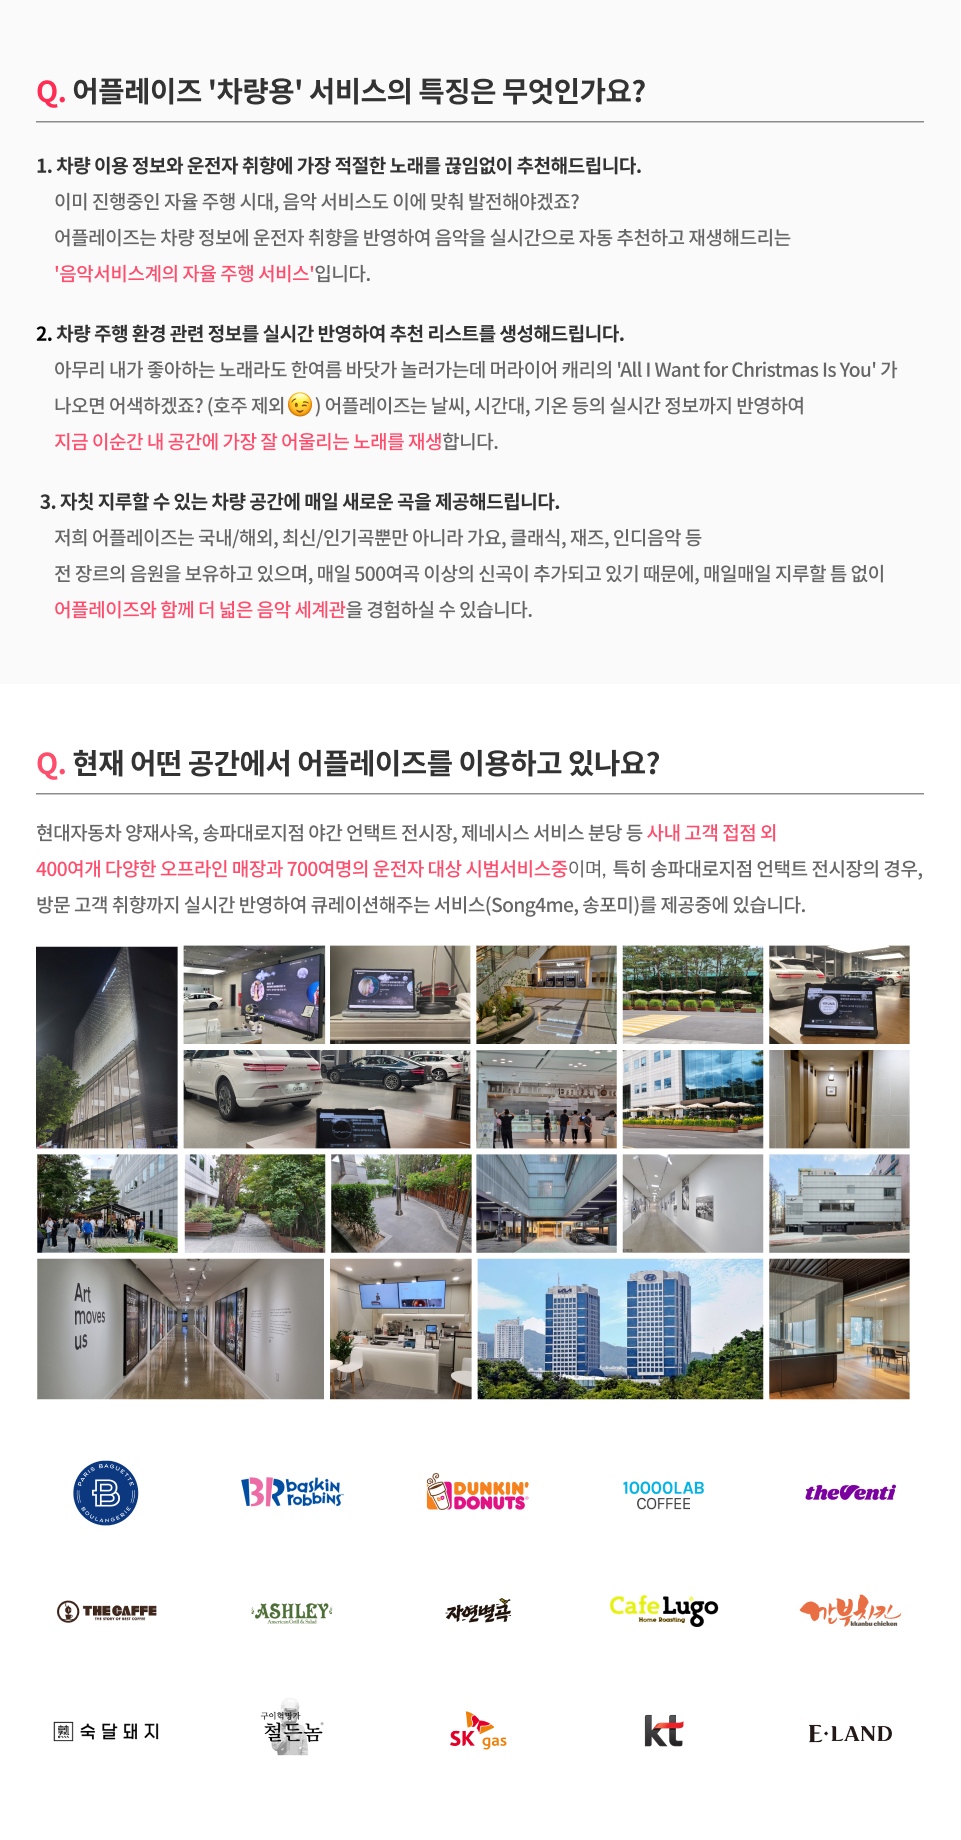 Q. 어플레이즈 '차량용' 서비스의 특징은 무엇인가요?
1. 차량 이용 정보와 운전자 취향에 가장 적절한 노래를 끊임없이 추천해드립니다.
이미 진행중인 자율 주행 시대, 음악 서비스도 이에 맞춰 발전해야겠죠?
어플레이즈는 차량 정보에 운전자 취향을 반영하여 음악을 실시간으로 자동 추천하고 재생해드리는
'음악서비스계의 자율 주행 서비스'입니다.
2. 차량 주행 환경 관련 정보를 실시간 반영하여 추천 리스트를 생성해드립니다.
아무리 내가 좋아하는 노래라도 한여름 바닷가 놀러가는데 머라이어 캐리의 'All I Want for Christmas Is You' 가
나오면 어색하겠죠? (호주 제외😉) 어플레이즈는 날씨, 시간대, 기온 등의 실시간 정보까지 반영하여
지금 이순간 내 공간에 가장 잘 어울리는 노래를 재생합니다.
3. 자칫 지루할 수 있는 차량 공간에 매일 새로운 곡을 제공해드립니다.
저희 어플레이즈는 국내/해외, 최신/인기곡뿐만 아니라 가요, 클래식, 재즈, 인디음악 등
전 장르의 음원을 보유하고 있으며, 매일 500여곡 이상의 신곡이 추가되고 있기 때문에, 매일매일 지루할 틈 없이
어플레이즈와 함께 더 넓은 음악 세계관을 경험하실 수 있습니다.
Q. 현재 어떤 공간에서 어플레이즈를 이용하고 있나요?
현대자동차 양재사옥, 송파대로지점 야간 언택트 전시장, 제네시스 서비스 분당 등 사내 고객 접점 외
400여개 다양한 오프라인 매장과 700여명의 운전자 대상 시범서비스중이며, 특히 송파대로지점 언택트 전시장의 경우,
방문 고객 취향까지 실시간 반영하여 큐레이션해주는 서비스(Song4me, 송포미)를 제공중에 있습니다.
Art
moves
us
PARIS BAGUETTE
B
BOULANGERIE
BR baskin robbins
DUNKIN' DONUTS
10000LAB COFFEE
theVenti
THE CAFFE
THE STORY OF BEST COFFEE
ASHLEY
American Grill & Salad
자연별곡
Cafe Lugo
Home Roasting
깐부치킨
khanbu chicken
숙달돼지
구이혁명가
철든놈
SK gas
kt
E·LAND